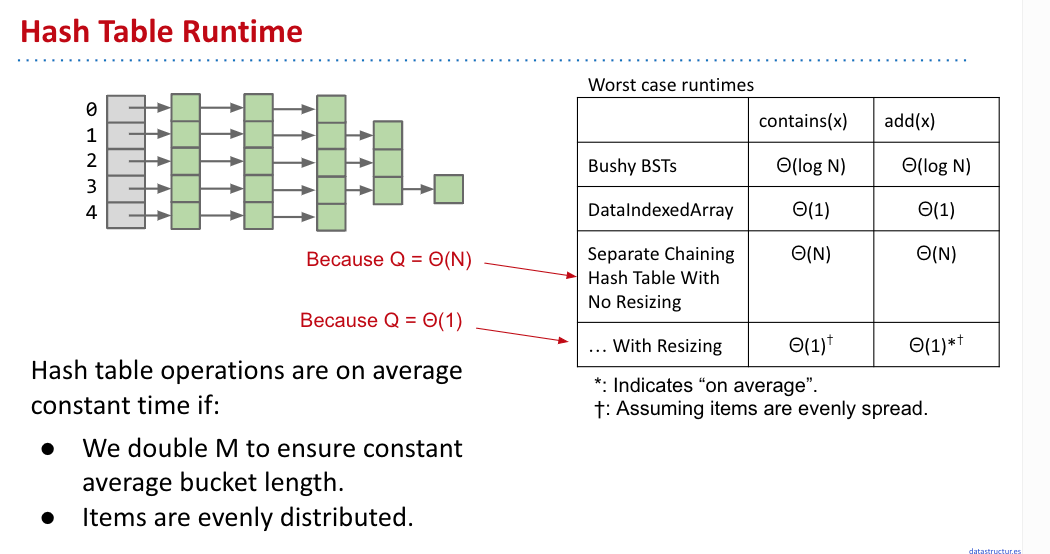 Hash Table Runtime
0
1
2
3
4
Because Q = Θ(N)
Because Q = Θ(1)
Hash table operations are on average
constant time if:
● We double M to ensure constant
average bucket length.
● Items are evenly distributed.
Worst case runtimes
contains(x) add(x)
Bushy BSTs Θ(log N) Θ(log N)
DataIndexedArray Θ(1) Θ(1)
Separate Chaining Θ(N) Θ(N)
Hash Table With
No Resizing
… With Resizing Θ(1)† Θ(1)*†
*: Indicates “on average”.
†: Assuming items are evenly spread.
datastructur.es